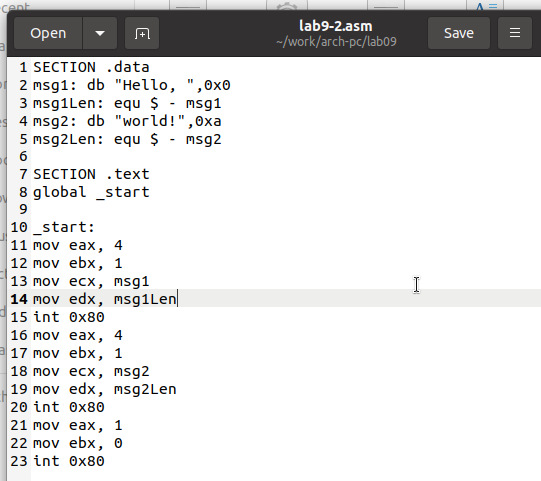 ecent
Open
lab9-2.asm
~/work/arch-pc/lab09
Save
1 SECTION .data
2 msg1: db "Hello, ",0x0
3 msg1Len: equ $ - msg1
4 msg2: db "world!",0xa
5 msg2Len: equ $ - msg2
6
7 SECTION .text
8 global _start
9
10 _start:
11 mov eax, 4
12 mov ebx, 1
13 mov ecx, msg1
14 mov edx, msg1Len
15 int 0x80
16 mov eax, 4
17 mov ebx, 1
18 mov ecx, msg2
19 mov edx, msg2Len
20 int 0x80
21 mov eax, 1
22 mov ebx, 0
23 int 0x80